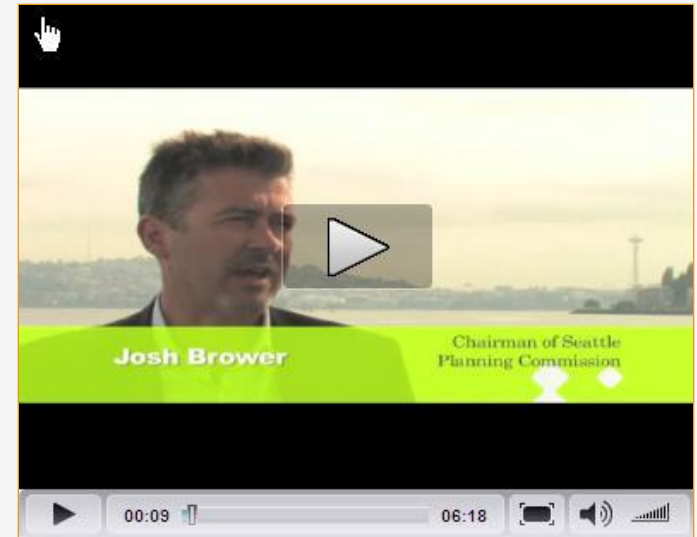 Josh Brower
Chairman of Seattle
Planning Commission
00:09
06:18